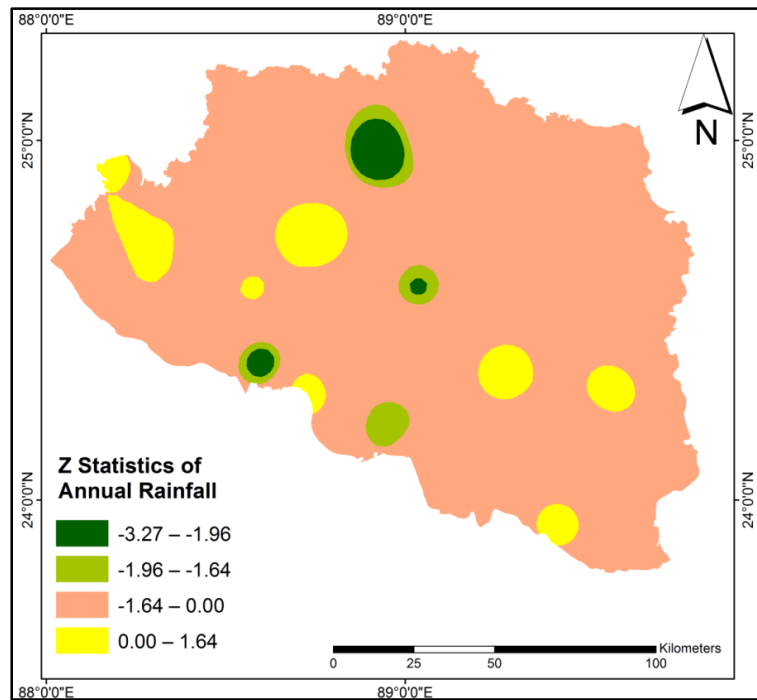 88°0'0"E
89°0'0"E
N
25°0'0"N
25°0'0"N
24°0'0"N
24°0'0"N
Z Statistics of
Annual Rainfall
-3.27 – -1.96
-1.96 – -1.64
-1.64 – 0.00
0.00 – 1.64
Kilometers
0 25 50 100
88°0'0"E
89°0'0"E